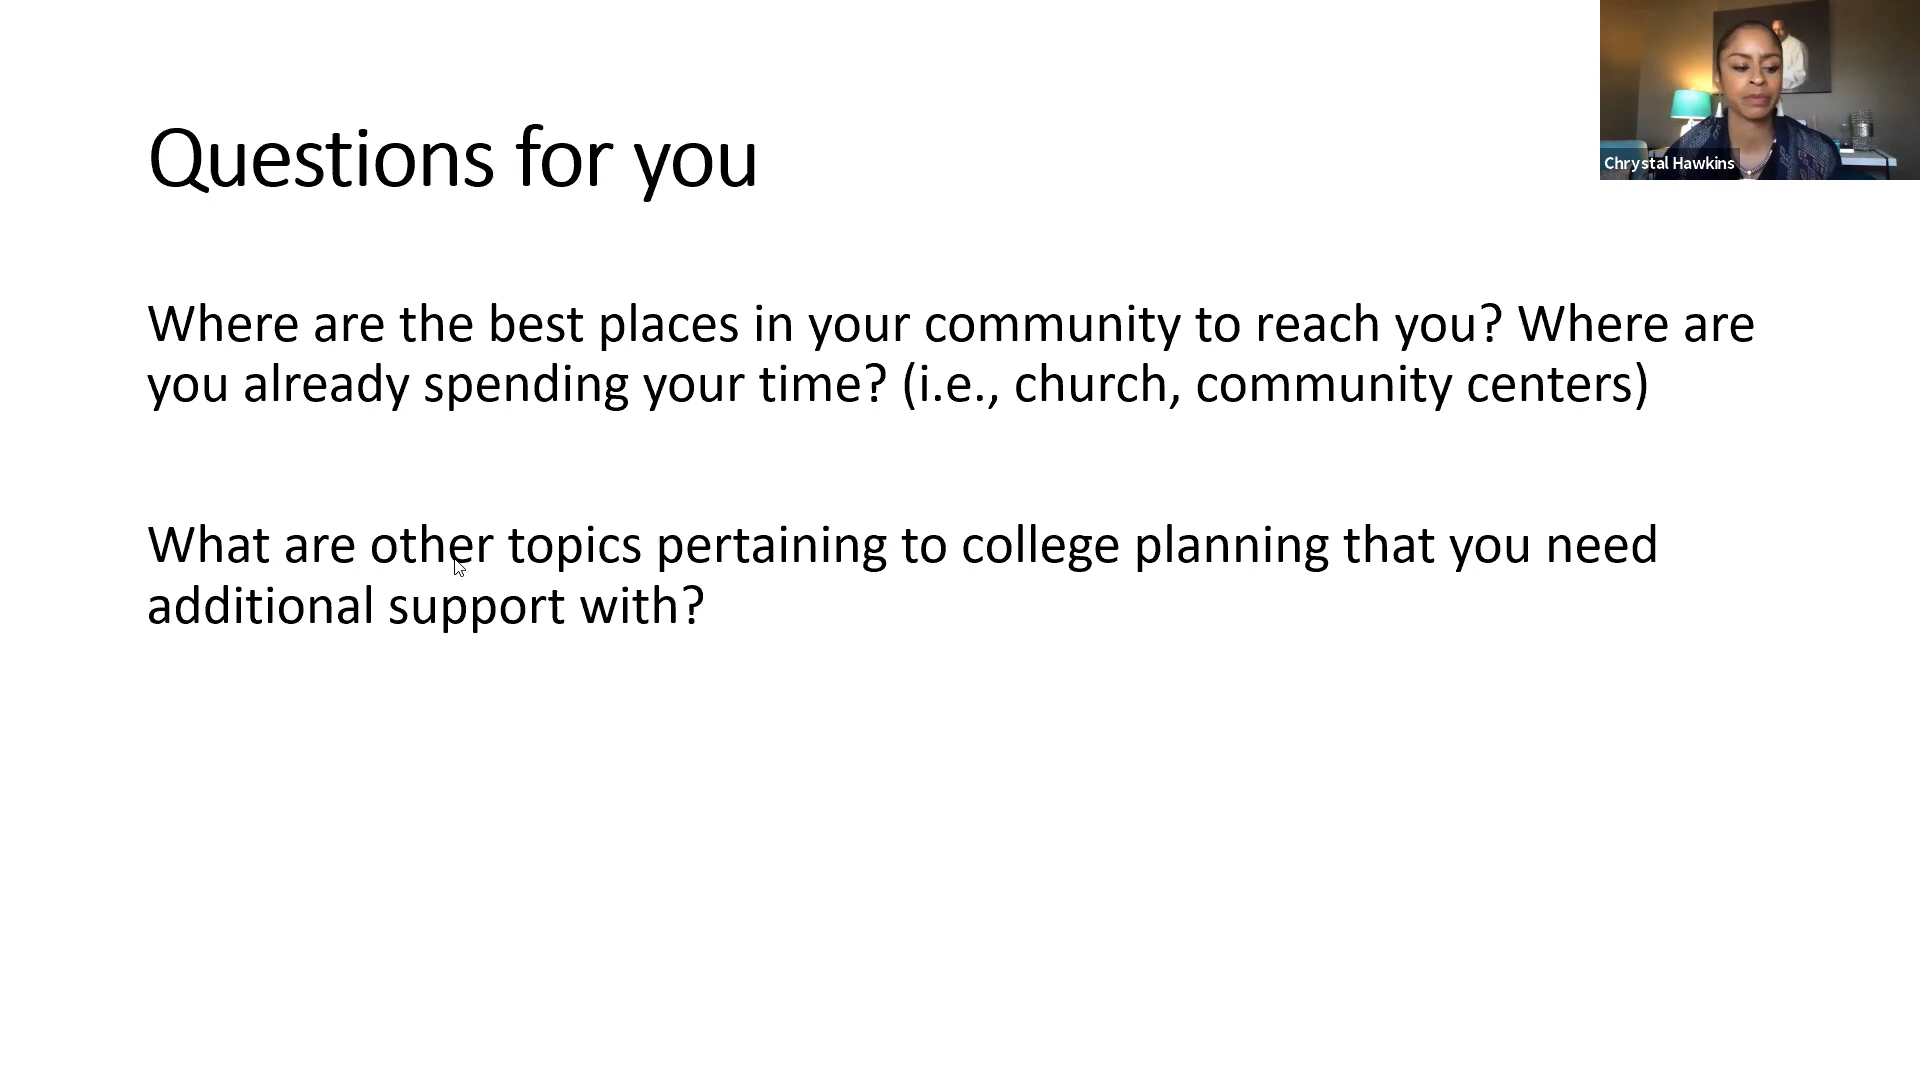 Questions for you
Chrystal Hawkins
Where are the best places in your community to reach you? Where are
you already spending your time? (i.e., church, community centers)
What are other topics pertaining to college planning that you need
additional support with?